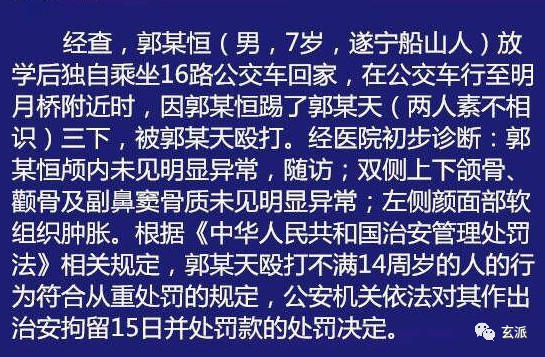 经查，郭某恒（男，7岁，遂宁船山人）放
学后独自乘坐16路公交车回家，在公交车行至明
月桥附近时，因郭某恒踢了郭某天（两人素不相
识）三下，被郭某天殴打。经医院初步诊断：郭
某恒颅内未见明显异常，随访；双侧上下颌骨、
颧骨及副鼻窦骨质未见明显异常；左侧颜面部软
组织肿胀。根据《中华人民共和国治安管理处罚
法》相关规定，郭某天殴打不满14周岁的人的行
为符合从重处罚的规定，公安机关依法对其作出
治安拘留15日并处罚款的处罚决定。
玄派